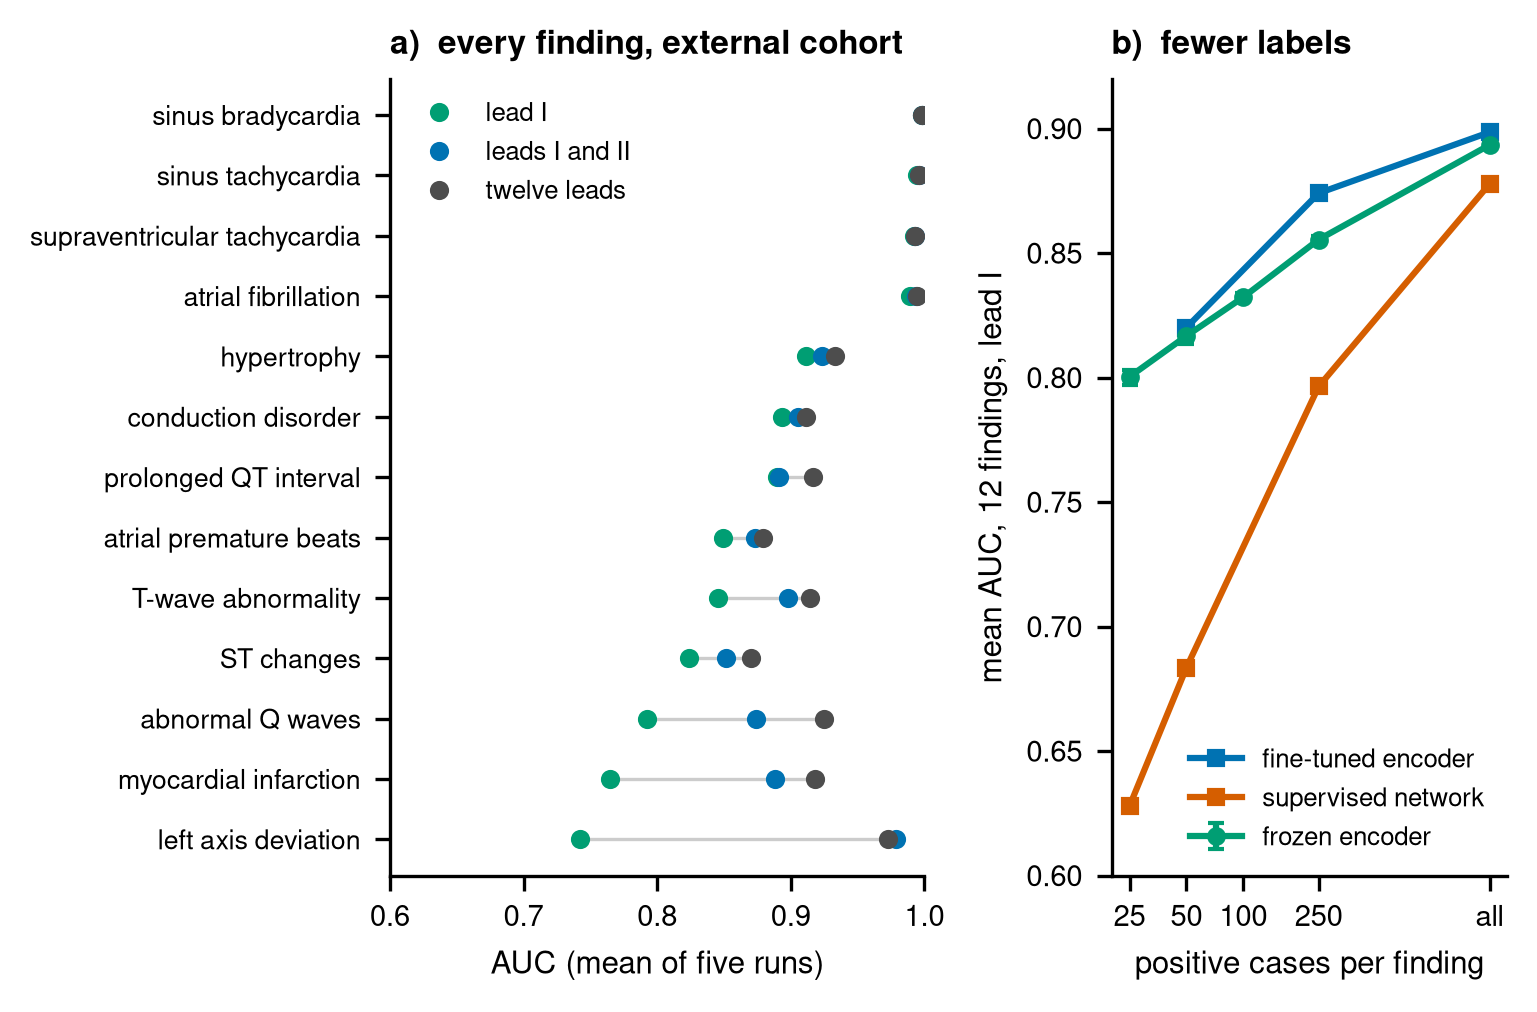 a)  every finding, external cohort
lead I
leads I and II
twelve leads
sinus bradycardia
sinus tachycardia
supraventricular tachycardia
atrial fibrillation
hypertrophy
conduction disorder
prolonged QT interval
atrial premature beats
T-wave abnormality
ST changes
abnormal Q waves
myocardial infarction
left axis deviation
0.6 0.7 0.8 0.9 1.0
AUC (mean of five runs)
b)  fewer labels
mean AUC, 12 findings, lead I
0.90
0.85
0.80
0.75
0.70
0.65
0.60
fine-tuned encoder
supervised network
frozen encoder
25 50 100 250 all
positive cases per finding